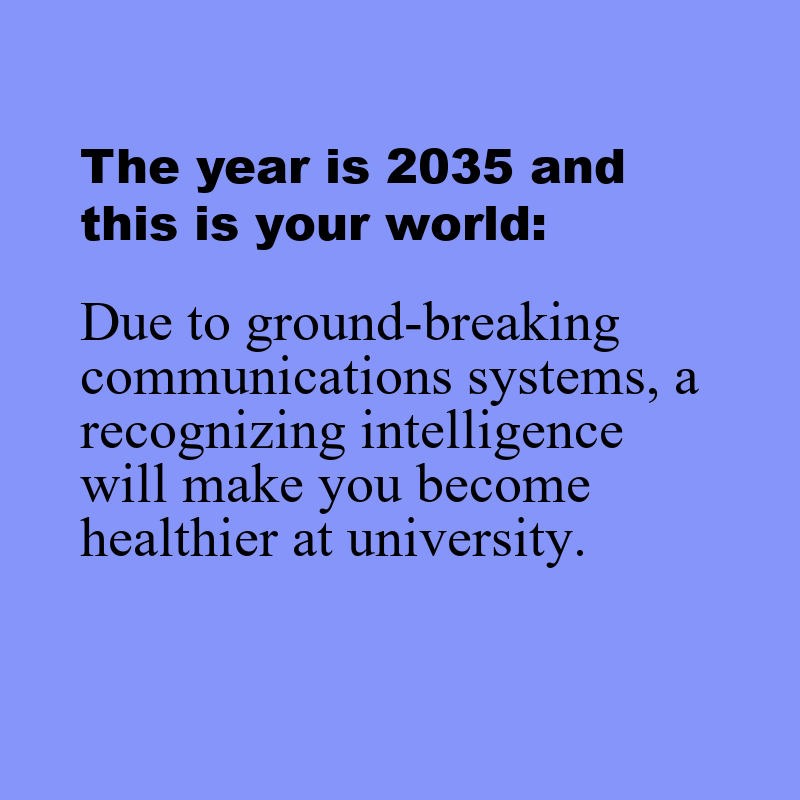 The year is 2035 and
this is your world:
Due to ground-breaking
communications systems, a
recognizing intelligence
will make you become
healthier at university.